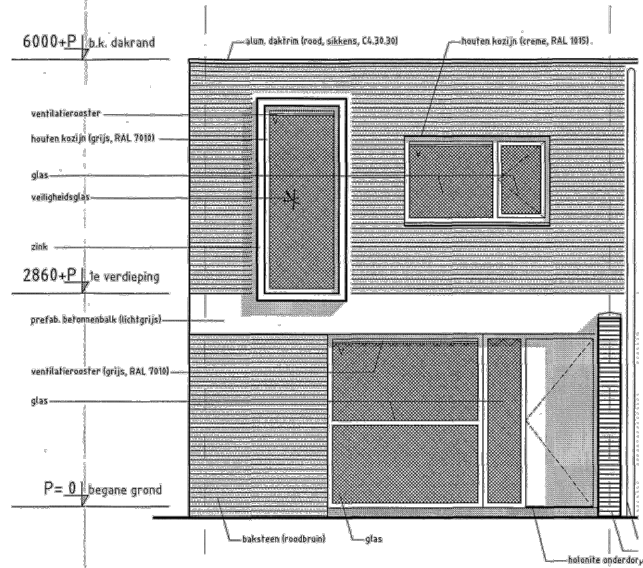 6000+P b.k. dakrand
alum. daktrim (rood, sikkens, C4.30.30)
houten kozijn (creme, RAL 1015).
ventilatierooster
houten kozijn (grijs, RAL 7010)
glas
veiligheidsglas
zink
2860+P 1e verdieping
prefab. betonnenbalk (lichtgrijs)
ventilatierooster (grijs, RAL 7010)
glas
P= 0 begane grond
baksteen (roodbruin)
glas
holonite onderdor